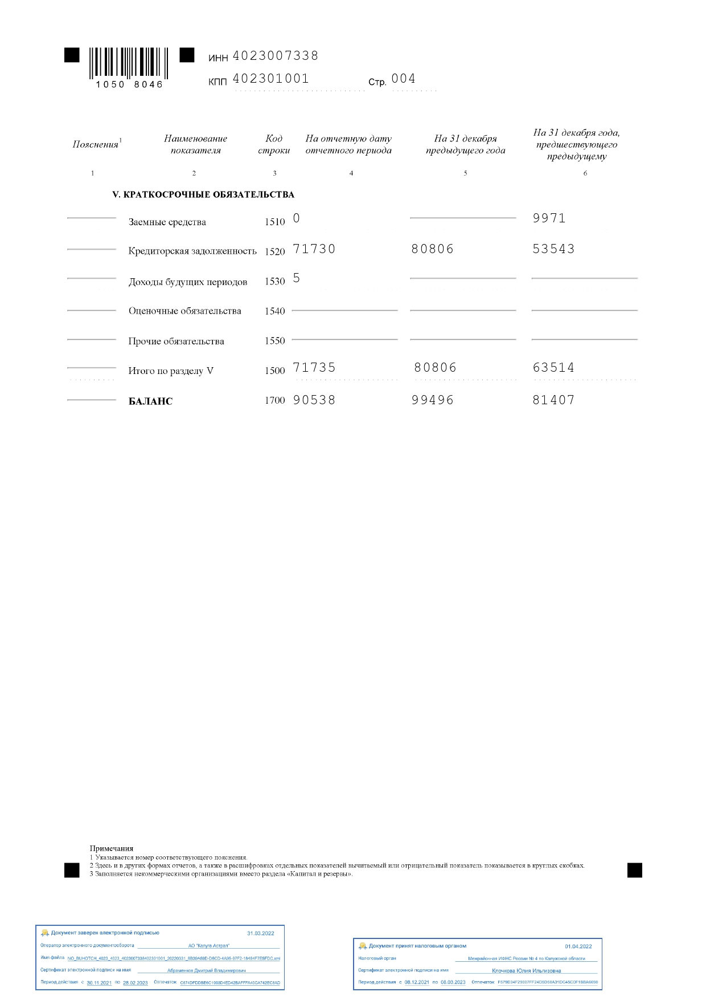 ИНН 4023007338
1050 8046
КПП 402301001 Стр. 004
Пояснения1 Наименование показателя Код строки На отчетную дату отчетного периода На 31 декабря предыдущего года На 31 декабря года, предшествующего предыдущему
1 2 3 4 5 6
V. КРАТКОСРОЧНЫЕ ОБЯЗАТЕЛЬСТВА
Заемные средства 1510 0 9971
Кредиторская задолженность 1520 71730 80806 53543
Доходы будущих периодов 1530 5
Оценочные обязательства 1540
Прочие обязательства 1550
Итого по разделу V 1500 71735 80806 63514
БАЛАНС 1700 90538 99496 81407
Примечания
1 Указывается номер соответствующего пояснения.
2 Здесь и в других формах отчетов, а также в расшифровках отдельных показателей вычитаемый или отрицательный показатель показывается в круглых скобках.
3 Заполняется некоммерческими организациями вместо раздела «Капитал и резервы».
Документ заверен электронной подписью 31.03.2022
Оператор электронного документооборота АО "Калуга Астрал"
Имя файла NO_BUHOTCH_4023_4023_4023007338402301001_20220331_8B39A59D-D6CD-4A95-97F2-18484F7E5FDC.xml
Сертификат электронной подписи на имя Абраменков Дмитрий Владимирович
Период действия с 30.11.2021 по 28.02.2023 Отпечаток
Документ принят налоговым органом 01.04.2022
Налоговый орган Межрайонная ИФНС России № 4 по Калужской области
Сертификат электронной подписи на имя Клочкова Юлия Ильгизовна
Период действия с 08.12.2021 по 08.03.2023 Отпечаток